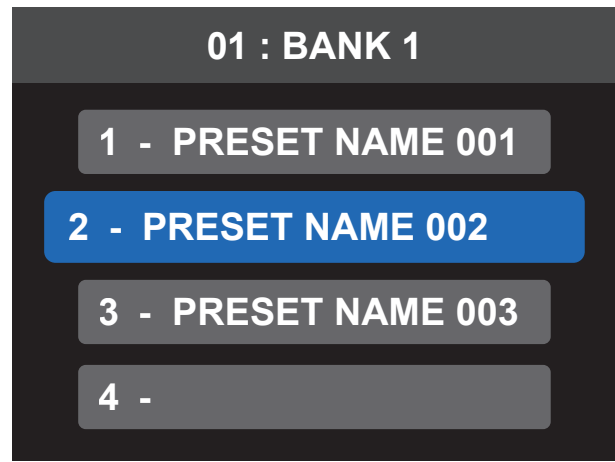 01 : BANK 1
1 - PRESET NAME 001
2 - PRESET NAME 002
3 - PRESET NAME 003
4 -